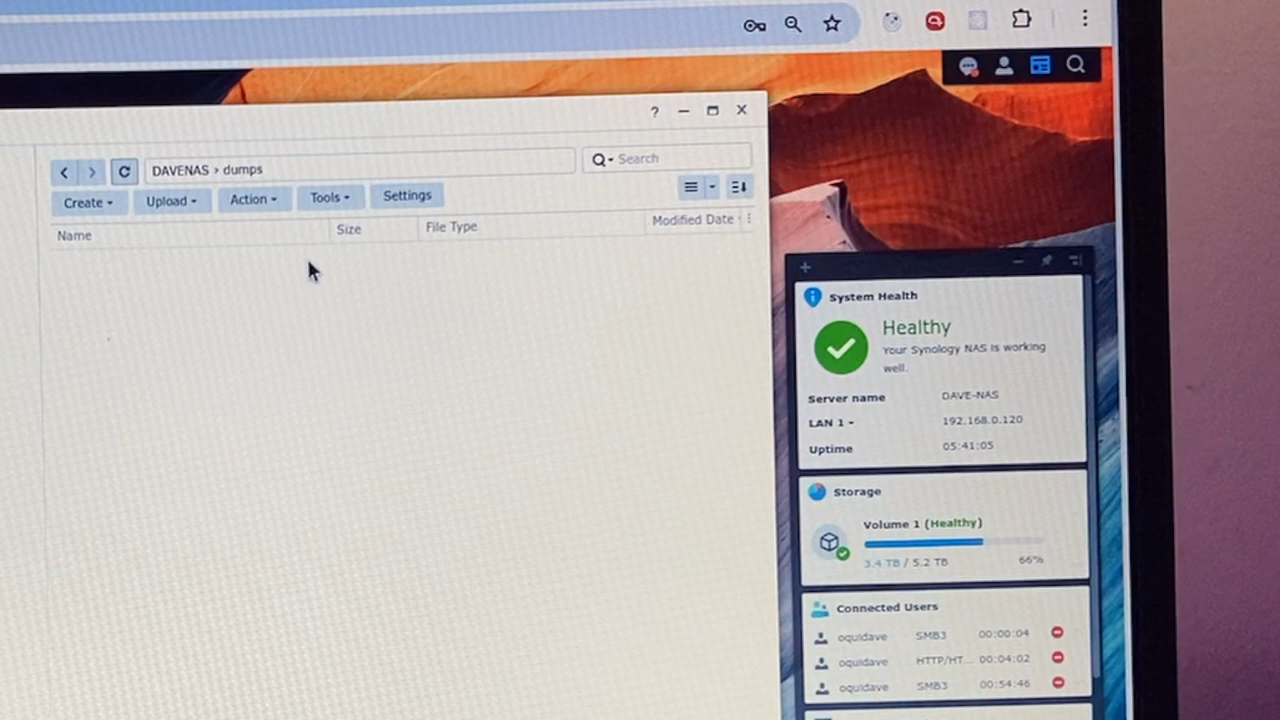 ?
DAVENAS › dumps
Search
Create
Upload
Action
Tools
Settings
Name
Size
File Type
Modified Date
System Health
Healthy
Your Synology NAS is working
well.
Server name DAVE-NAS
LAN 1 192.168.0.120
Uptime 05:41:05
Storage
Volume 1 (Healthy)
3.4 TB / 5.2 TB 66%
Connected Users
oquidave SMB3 00:00:04
oquidave HTTP/HT... 00:04:02
oquidave SMB3 00:54:46